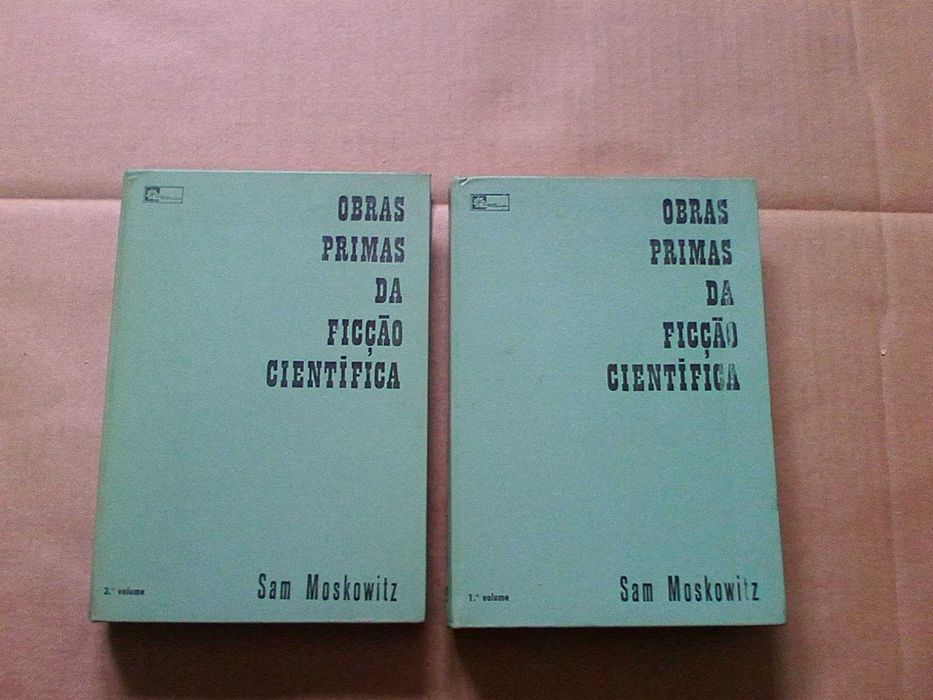 OBRAS
PRIMAS
DA
FICÇÃO
CIENTÍFICA
2.º volume
Sam Moskowitz
OBRAS
PRIMAS
DA
FICÇÃO
CIENTÍFICA
1.º volume
Sam Moskowitz